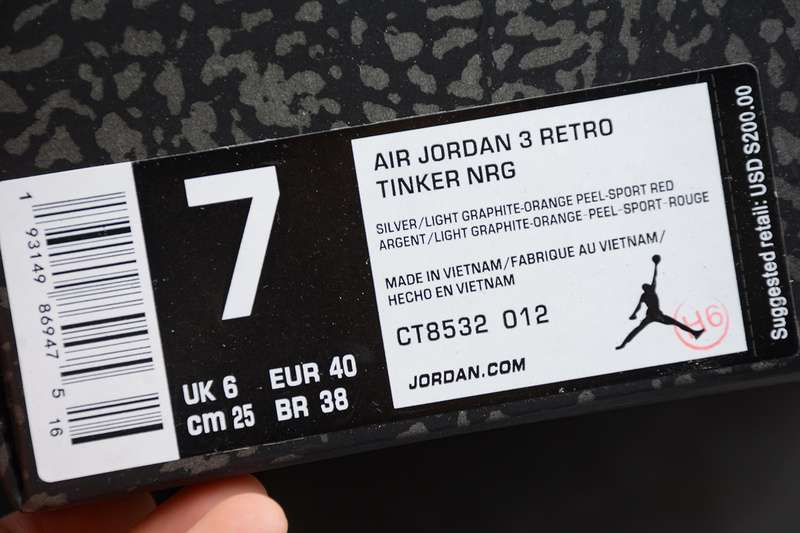 1 93149 86947 5 16
7
UK 6 EUR 40
cm 25 BR 38
AIR JORDAN 3 RETRO
TINKER NRG
SILVER/LIGHT GRAPHITE-ORANGE PEEL-SPORT RED
ARGENT/LIGHT GRAPHITE-ORANGE-PEEL-SPORT-ROUGE
MADE IN VIETNAM/FABRIQUE AU VIETNAM/
HECHO EN VIETNAM
CT8532 012
JORDAN.COM
Suggested retail: USD S200.00